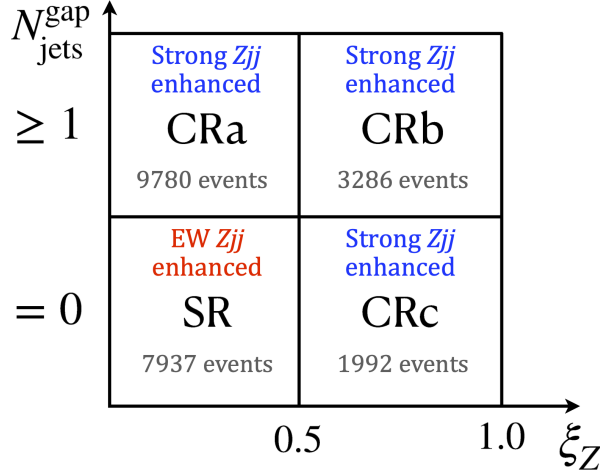 N^gap_jets
Strong Zjj
enhanced
CRa
9780 events
Strong Zjj
enhanced
CRb
3286 events
≥ 1
EW Zjj
enhanced
SR
7937 events
Strong Zjj
enhanced
CRc
1992 events
= 0
0.5
1.0
ξ_Z